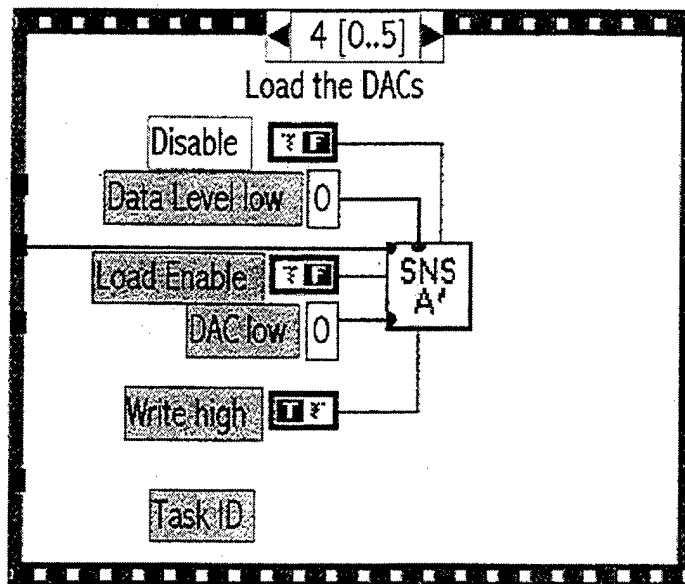 4 [0..5]
Load the DACs
Disable F
Data Level low 0
SNS
A'
Load Enable F
DAC low 0
Write high T
Task ID